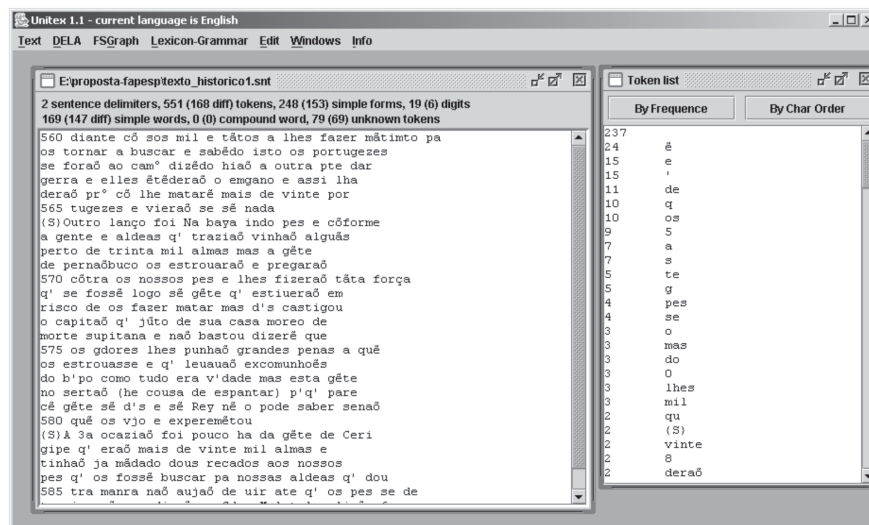 Unitex 1.1 - current language is English
Text DELA FSGraph Lexicon-Grammar Edit Windows Info
E:\proposta-fapesp\texto_historico1.snt
2 sentence delimiters, 551 (168 diff) tokens, 248 (153) simple forms, 19 (6) digits
169 (147 diff) simple words, 0 (0) compound word, 79 (69) unknown tokens
560 diante cõ sos mil e tãtos a lhes fazer mãtimto pa
os tornar a buscar e sabẽdo isto os portugezes
se foraõ ao cam° dizẽdo hiaõ a outra pte dar
gerra e elles ẽtẽderaõ o emgano e assi lha
deraõ pr° cõ lhe matarẽ mais de vinte por
565 tugezes e vieraõ se sẽ nada
(S)Outro lanço foi Na baya indo pes e cõforme
a gente e aldeas q' traziaõ vinhaõ alguãs
perto de trinta mil almas mas a gẽte
de pernaõbuco os estrouaraõ e pregaraõ
570 cõtra os nossos pes e lhes fizeraõ tãta força
q' se fossẽ logo sẽ gẽte q' estiueraõ em
risco de os fazer matar mas d's castigou
o capitaõ q' jũto de sua casa moreo de
morte supitana e naõ bastou dizerẽ que
575 os gdores lhes punhaõ grandes penas a quẽ
os estrouasse e q' leuauaõ excomunhoẽs
do b'po como tudo era v'dade mas esta gẽte
no sertaõ (he cousa de espantar) p'q' pare
cẽ gẽte sẽ d's e sẽ Rey nẽ o pode saber senaõ
580 quẽ os vjo e experemẽtou
(S)A 3a ocaziaõ foi pouco ha da gẽte de Ceri
gipe q' eraõ mais de vinte mil almas e
tinhaõ ja mãdado dous recados aos nossos
pes q' os fossẽ buscar pa nossas aldeas q' dou
585 tra manra naõ aujaõ de uir ate q' os pes se de
Token list
By Frequence By Char Order
237
24 ẽ
15 e
15 '
11 de
10 q
10 os
9 5
7 a
7 s
5 te
5 g
4 pes
4 se
3 o
3 mas
3 do
3 0
3 lhes
3 mil
2 qu
2 (S)
2 vinte
2 8
2 deraõ